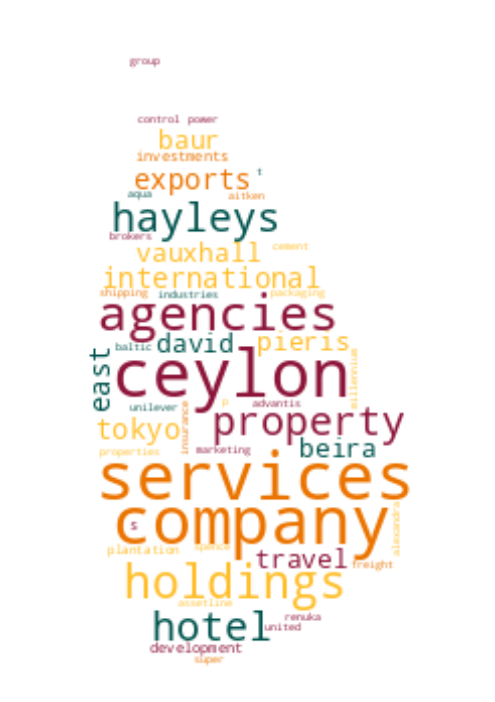 group
control power
baur
investments
exports t
aqua aitken
hayleys
brokers
vauxhall cement
international
shipping industries packaging
agencies
baltic david pieris
east ceylon millennium
unilever p advantis
insurance property
tokyo
properties marketing beira
services
s company alexandra
plantation spence
travel freight
holdings
assetline
hotel renuka
united
development
super